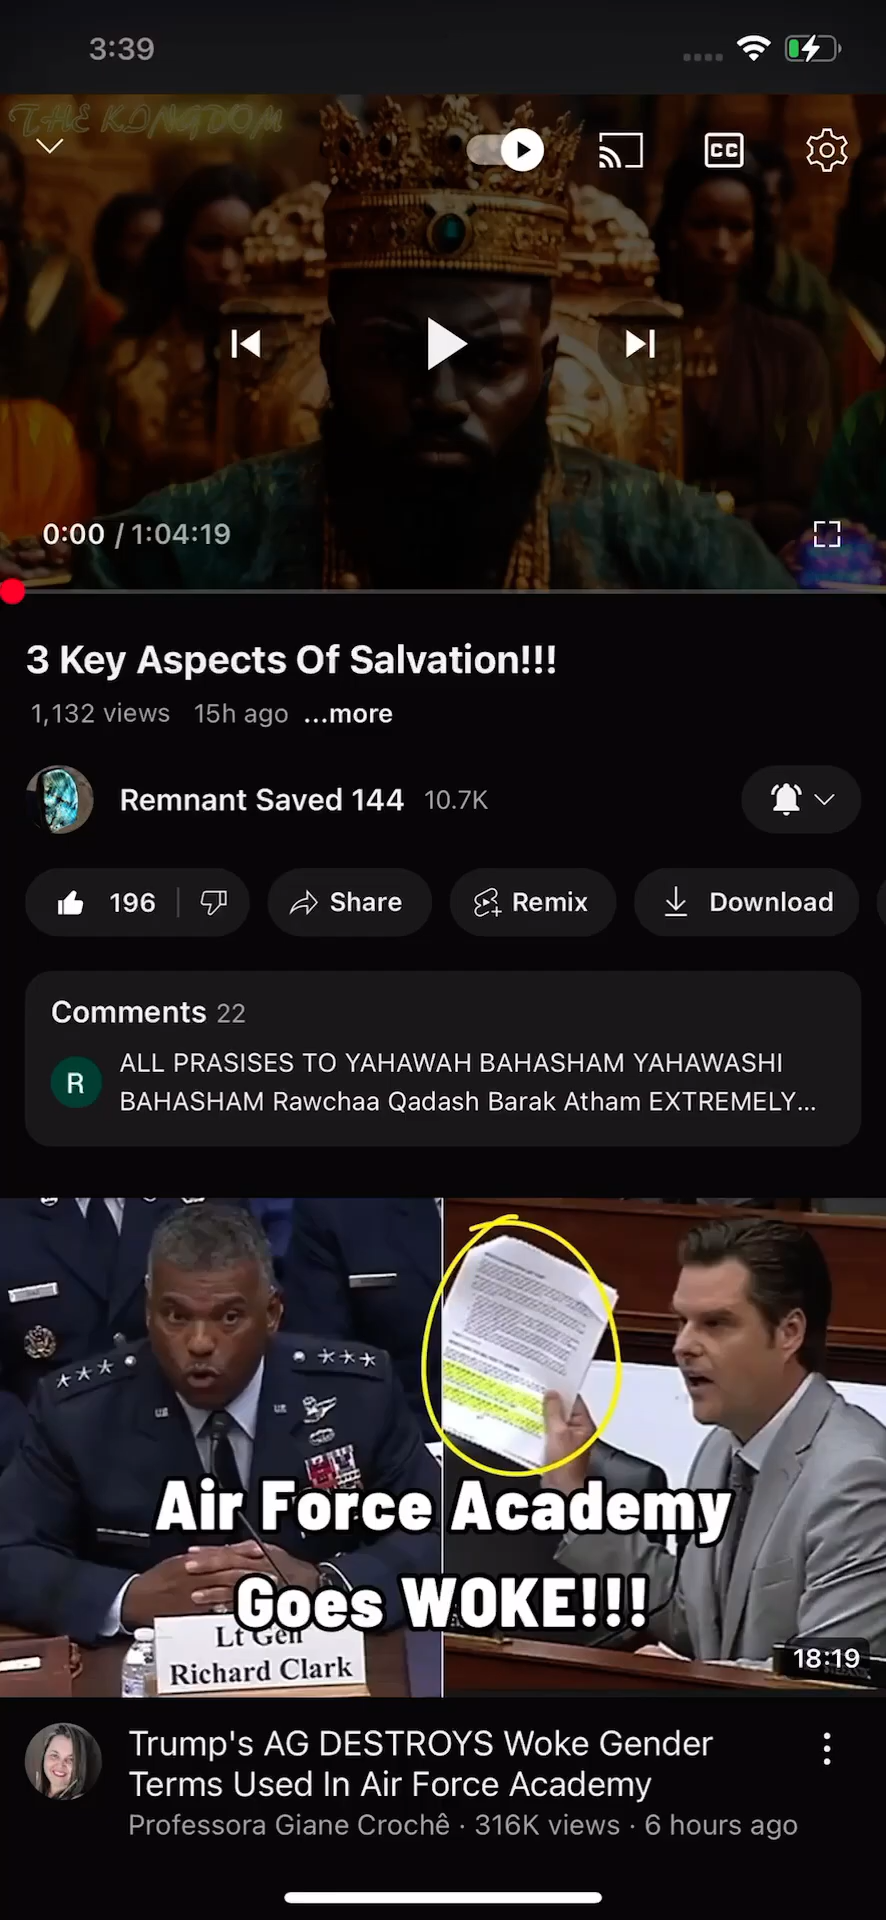 3:39
THE KINGDOM
CC
0:00 / 1:04:19
3 Key Aspects Of Salvation!!!
1,132 views 15h ago ...more
Remnant Saved 144 10.7K
196 Share Remix Download
Comments 22
R
ALL PRASISES TO YAHAWAH BAHASHAM YAHAWASHI
BAHASHAM Rawchaa Qadash Barak Atham EXTREMELY...
Air Force Academy
Goes WOKE!!!
Lt Gen
Richard Clark
18:19
Trump's AG DESTROYS Woke Gender
Terms Used In Air Force Academy
Professora Giane Crochê · 316K views · 6 hours ago